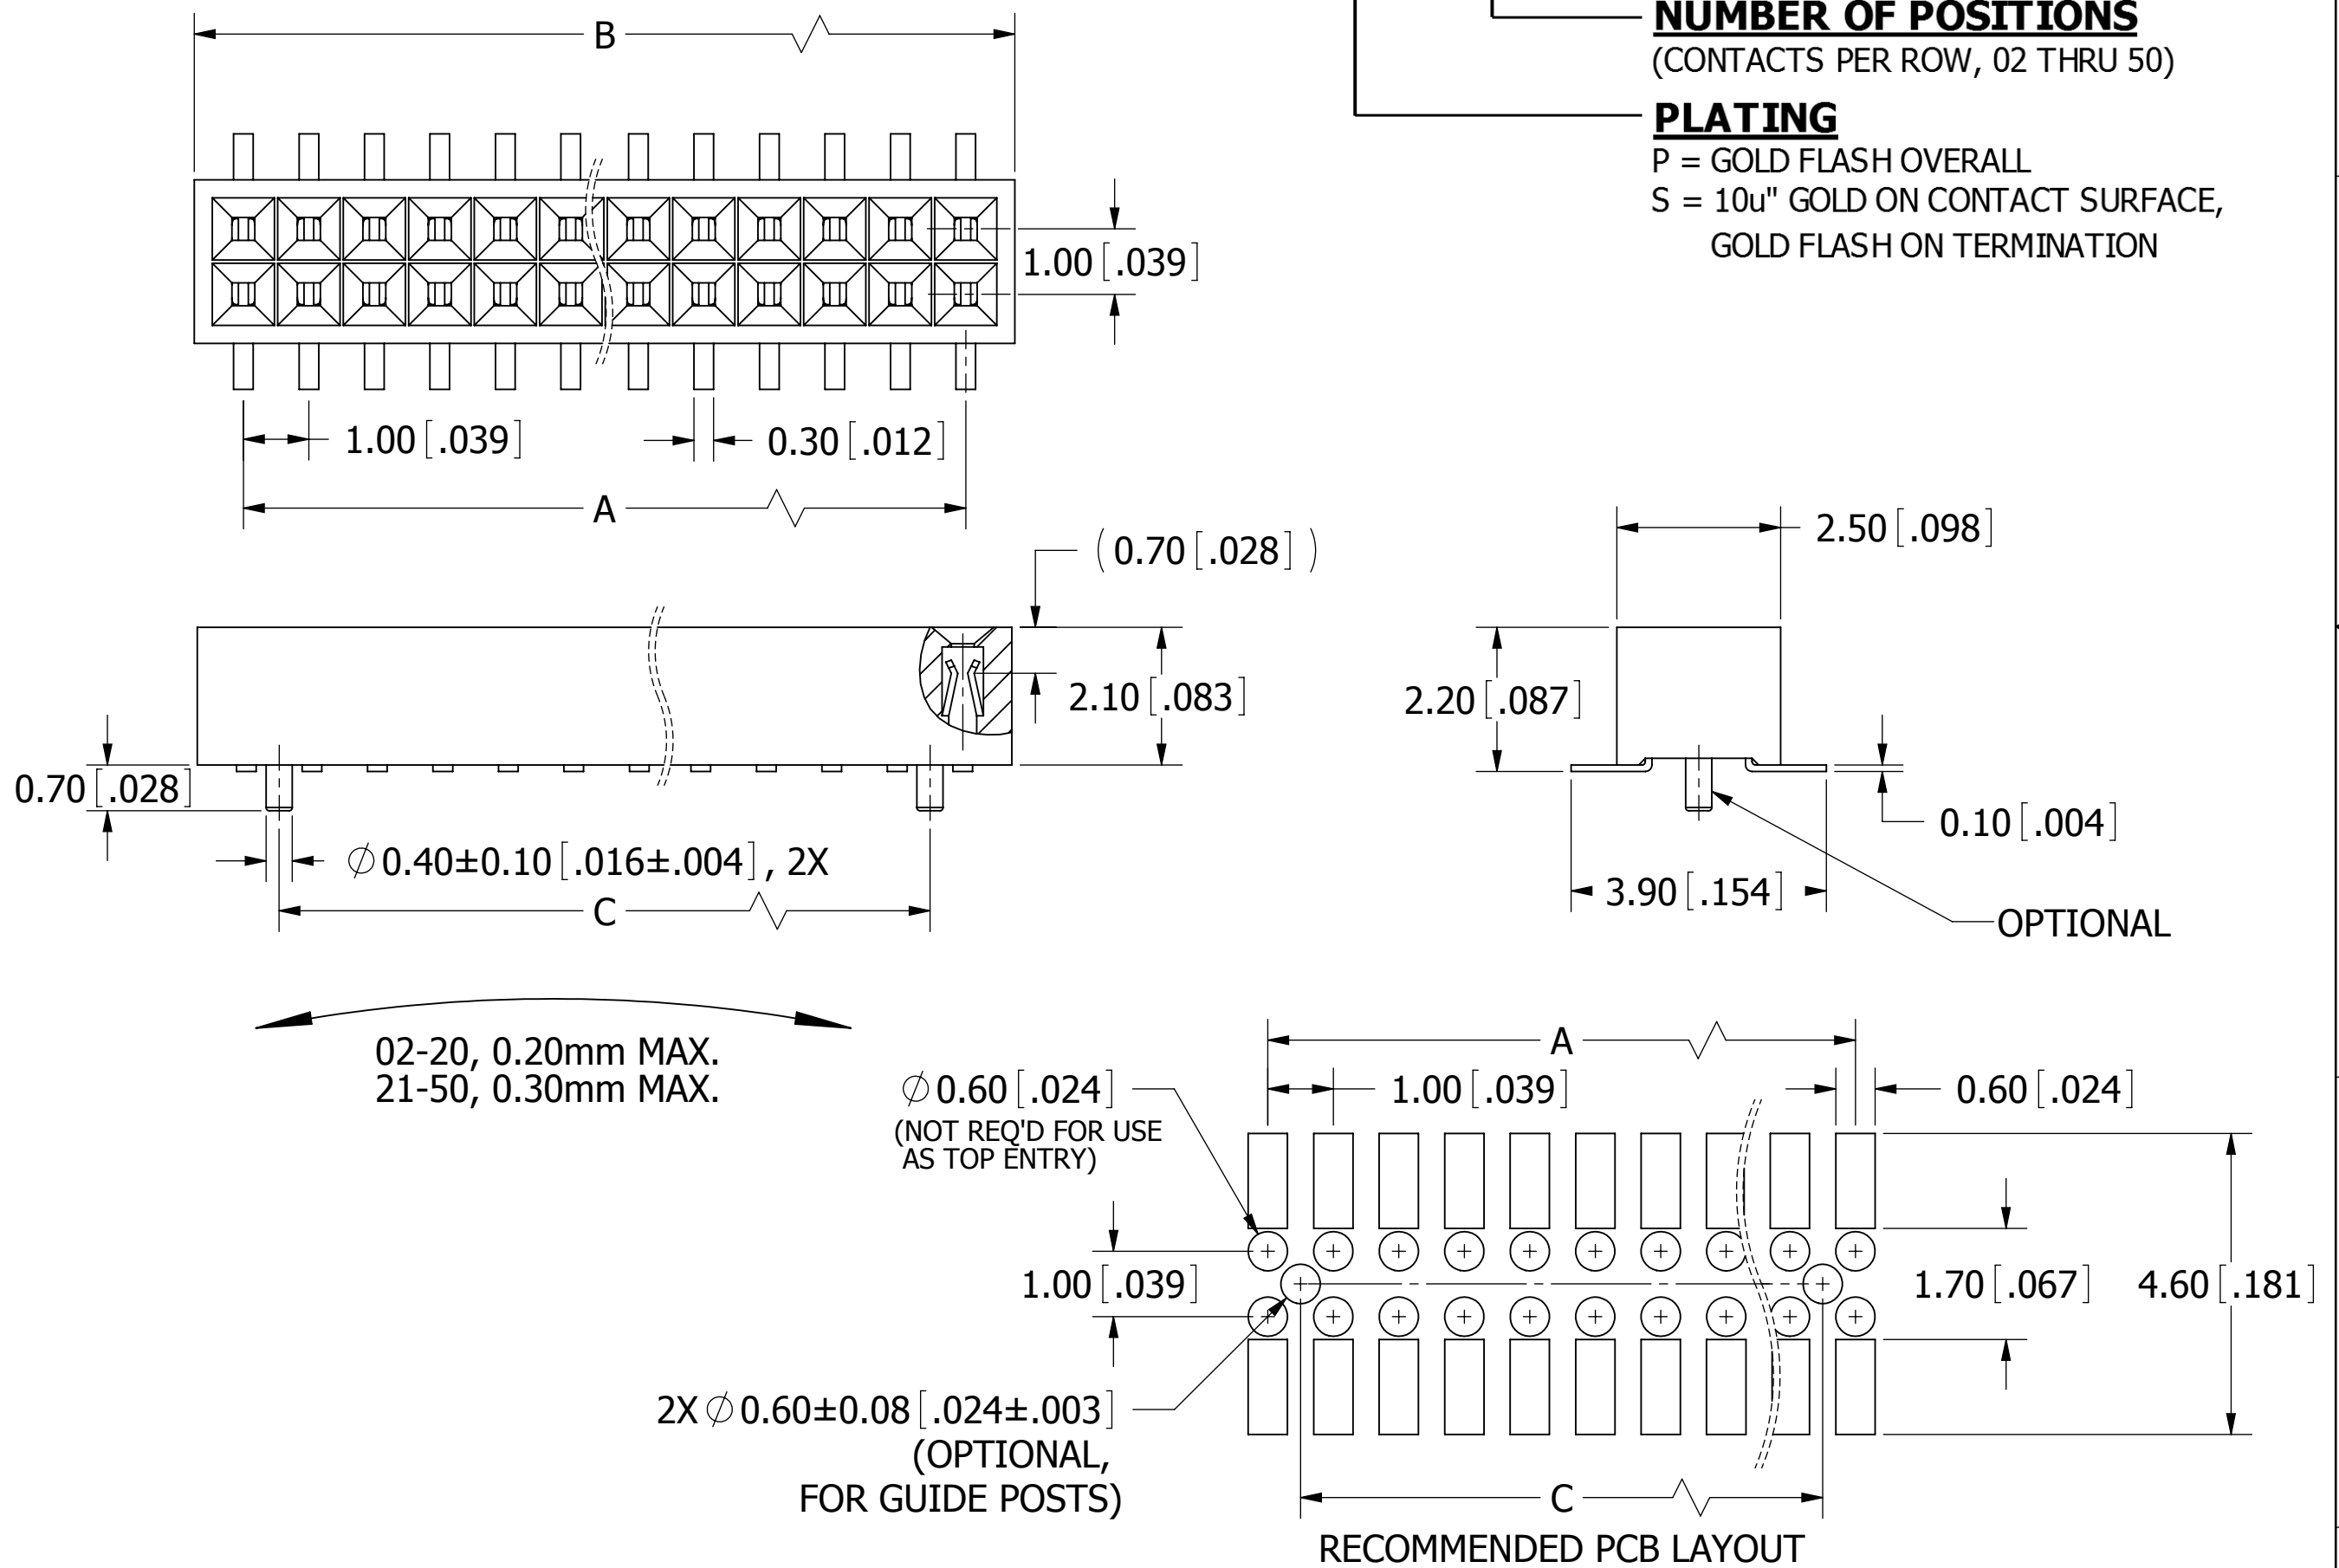 NUMBER OF POSITIONS
(CONTACTS PER ROW, 02 THRU 50)
PLATING
P = GOLD FLASH OVERALL
S = 10u" GOLD ON CONTACT SURFACE,
GOLD FLASH ON TERMINATION
B
1.00 [.039]
1.00 [.039]
0.30 [.012]
A
(0.70 [.028])
2.10 [.083]
0.70 [.028]
Ø 0.40±0.10 [.016±.004], 2X
C
2.50 [.098]
2.20 [.087]
0.10 [.004]
3.90 [.154]
OPTIONAL
02-20, 0.20mm MAX.
21-50, 0.30mm MAX.
A
Ø 0.60 [.024]
(NOT REQ'D FOR USE
AS TOP ENTRY)
1.00 [.039]
0.60 [.024]
1.00 [.039]
1.70 [.067]
4.60 [.181]
2X Ø 0.60±0.08 [.024±.003]
(OPTIONAL,
FOR GUIDE POSTS)
C
RECOMMENDED PCB LAYOUT